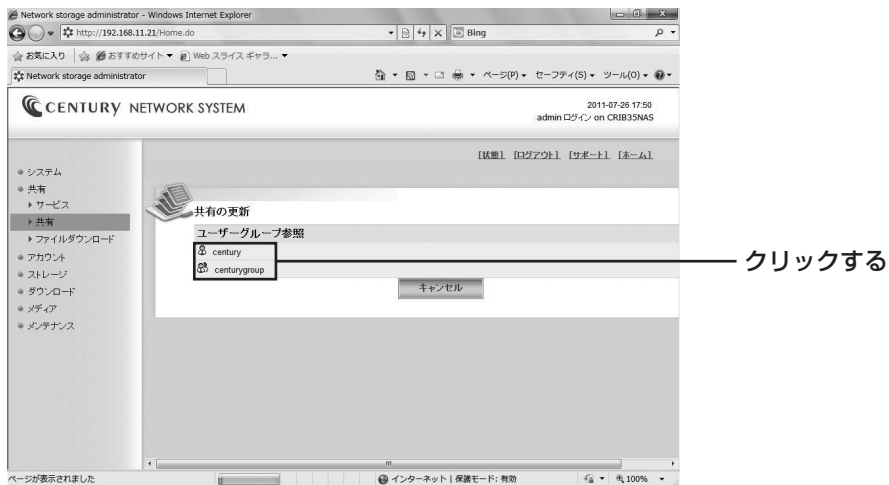 Network storage administrator - Windows Internet Explorer
http://192.168.11.21/Home.do
Bing
お気に入り おすすめサイト Web スライス ギャラ...
Network storage administrator
ページ(P) セーフティ(S) ツール(O)
CENTURY NETWORK SYSTEM
2011-07-26 17:50
admin ログイン on CRIB35NAS
[状態] [ログアウト] [サポート] [ホーム]
システム
共有
サービス
共有
ファイルダウンロード
アカウント
ストレージ
ダウンロード
メディア
メンテナンス
共有の更新
ユーザーグループ参照
century
centurygroup
キャンセル
クリックする
ページが表示されました
インターネット | 保護モード: 有効
100%